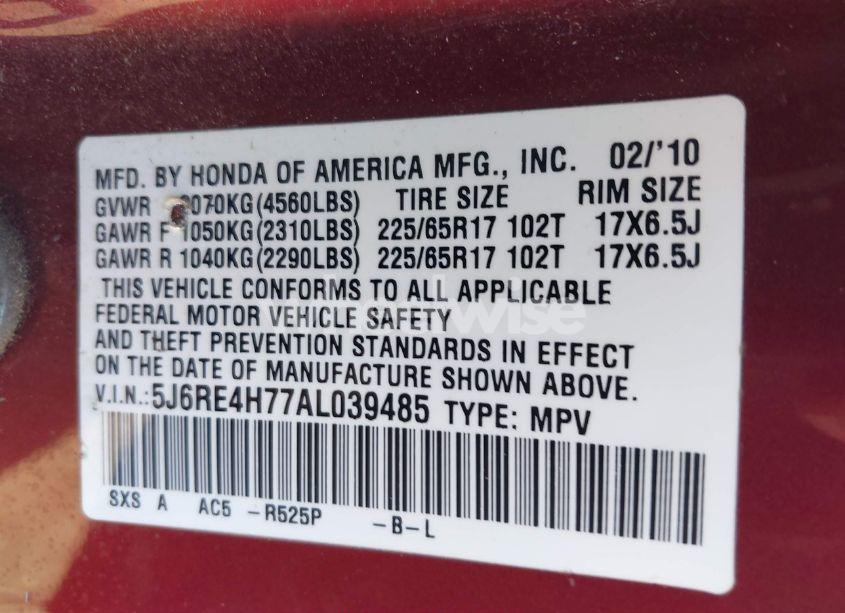 MFD. BY HONDA OF AMERICA MFG., INC. 02/'10
GVWR 2070KG(4560LBS) TIRE SIZE RIM SIZE
GAWR F 1050KG(2310LBS) 225/65R17 102T 17X6.5J
GAWR R 1040KG(2290LBS) 225/65R17 102T 17X6.5J
THIS VEHICLE CONFORMS TO ALL APPLICABLE
FEDERAL MOTOR VEHICLE SAFETY
AND THEFT PREVENTION STANDARDS IN EFFECT
ON THE DATE OF MANUFACTURE SHOWN ABOVE.
V.I.N.:5J6RE4H77AL039485 TYPE: MPV
SXS A AC5 -R525P -B-L